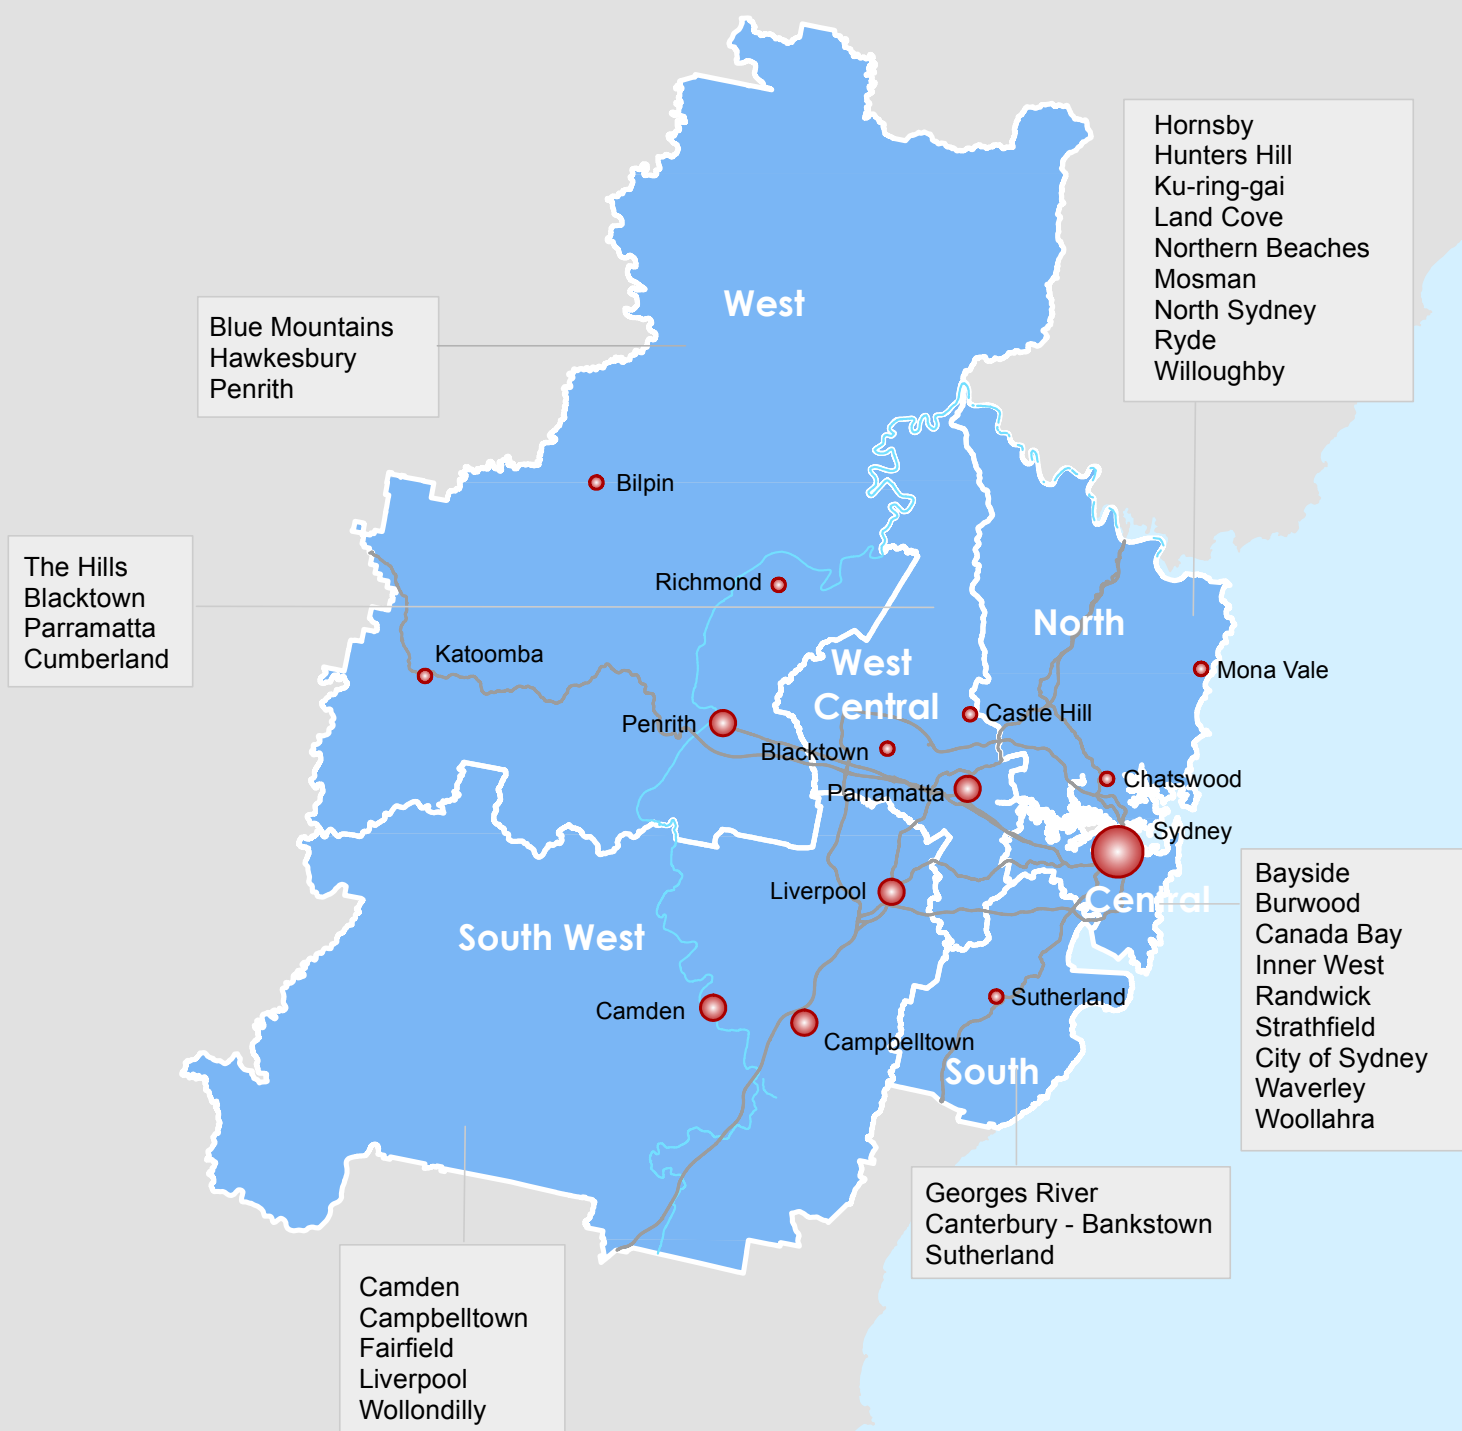 Hornsby
Hunters Hill
Ku-ring-gai
Land Cove
Northern Beaches
Mosman
North Sydney
Ryde
Willoughby
West
Blue Mountains
Hawkesbury
Penrith
Bilpin
The Hills
Blacktown
Parramatta
Cumberland
Richmond
North
Katoomba
West
Central
Mona Vale
Penrith
Castle Hill
Blacktown
Chatswood
Parramatta
Sydney
Liverpool
Central
Bayside
Burwood
Canada Bay
Inner West
Randwick
Strathfield
City of Sydney
Waverley
Woollahra
South West
Camden
Campbelltown
Sutherland
South
Georges River
Canterbury - Bankstown
Sutherland
Camden
Campbelltown
Fairfield
Liverpool
Wollondilly